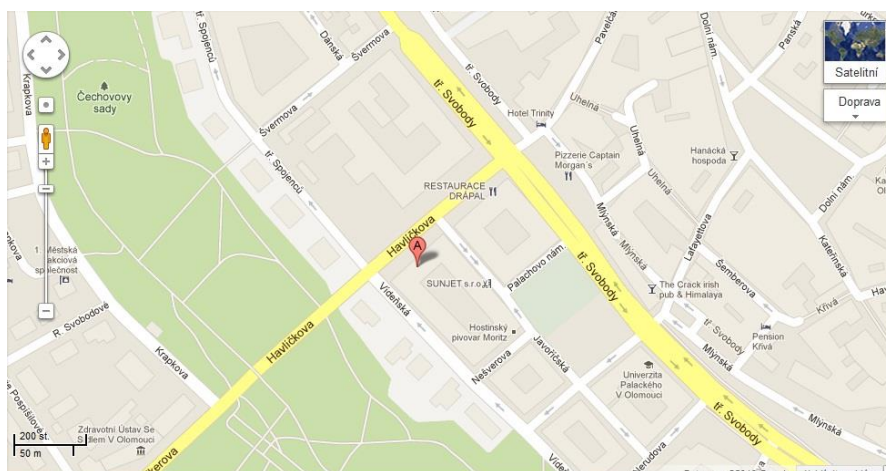 Krapkova
Čechovovy
sady
tř. Spojenců
Dánská
Švermova
Švermova
tř. Spojenců
tř. Svobody
tř. Svobody
Pavelčákova
Dolní nám.
Panská
Satelitní
Doprava
Hotel Trinity
Uhelná
Uhelná
Uhelná
Pizzerie Captain
Morgan's
Hanácká
hospoda
RESTAURACE
DRÁPAL
Mlýnská
Mlýnská
Lafayettova
Dolní nám.
Kateřinská
Havlíčkova
A
Palachovo nám.
tř. Svobody
Šemberova
SUNJET s.r.o.
The Crack irish
pub & Himalaya
Křivá
Vídeňská
Hostinský
pivovar Moritz
Javoříčská
tř. Svobody
Pension
Křivá
Mlýnská
1. Městská
společnost
R. Svobodové
Krapkova
Havlíčkova
Nešverova
Univerzita
Palackého
V Olomouci
tř. Svobody
Mlýnská
Zdravotní Ústav Se
Sídlem V Olomouci
Vídeňská
200 st.
50 m